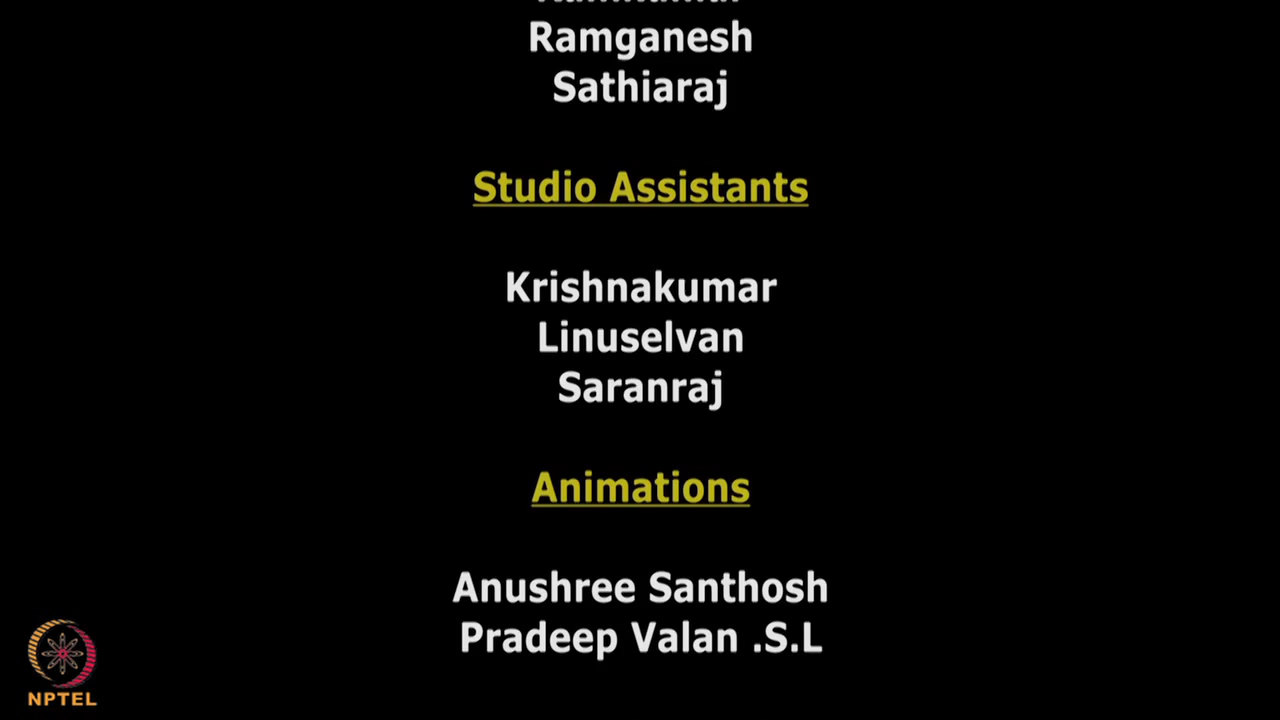 Ramganesh
Sathiaraj
Studio Assistants
Krishnakumar
Linuselvan
Saranraj
Animations
Anushree Santhosh
Pradeep Valan .S.L
NPTEL